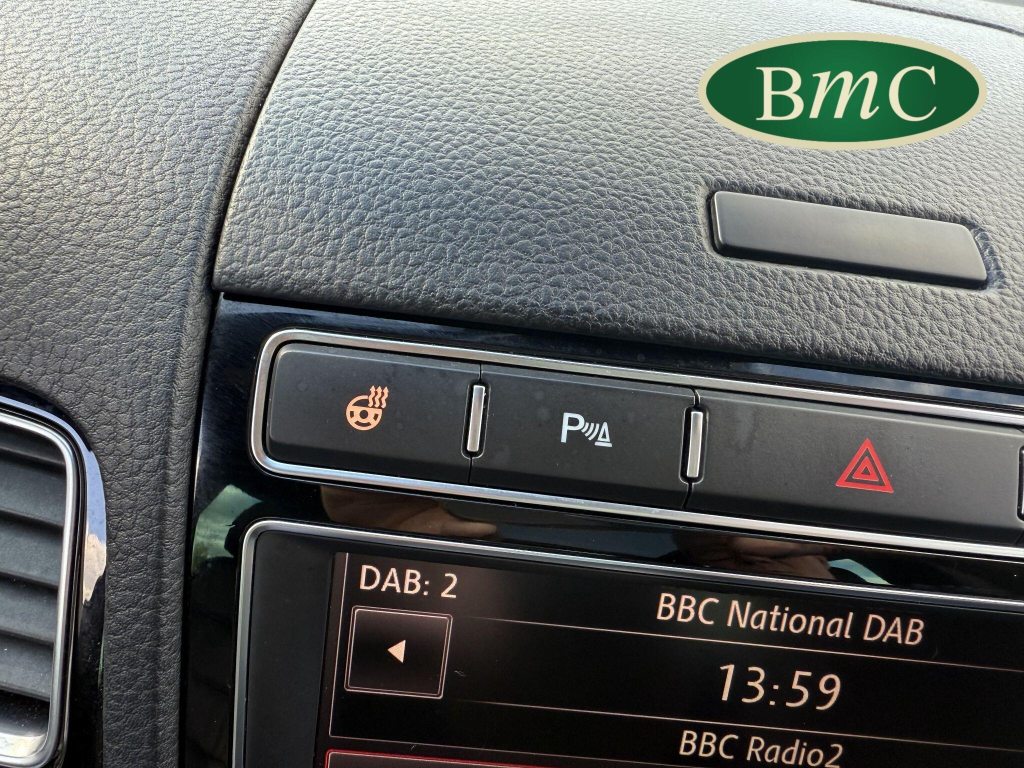 BmC
P
DAB: 2
BBC National DAB
13:59
BBC Radio2